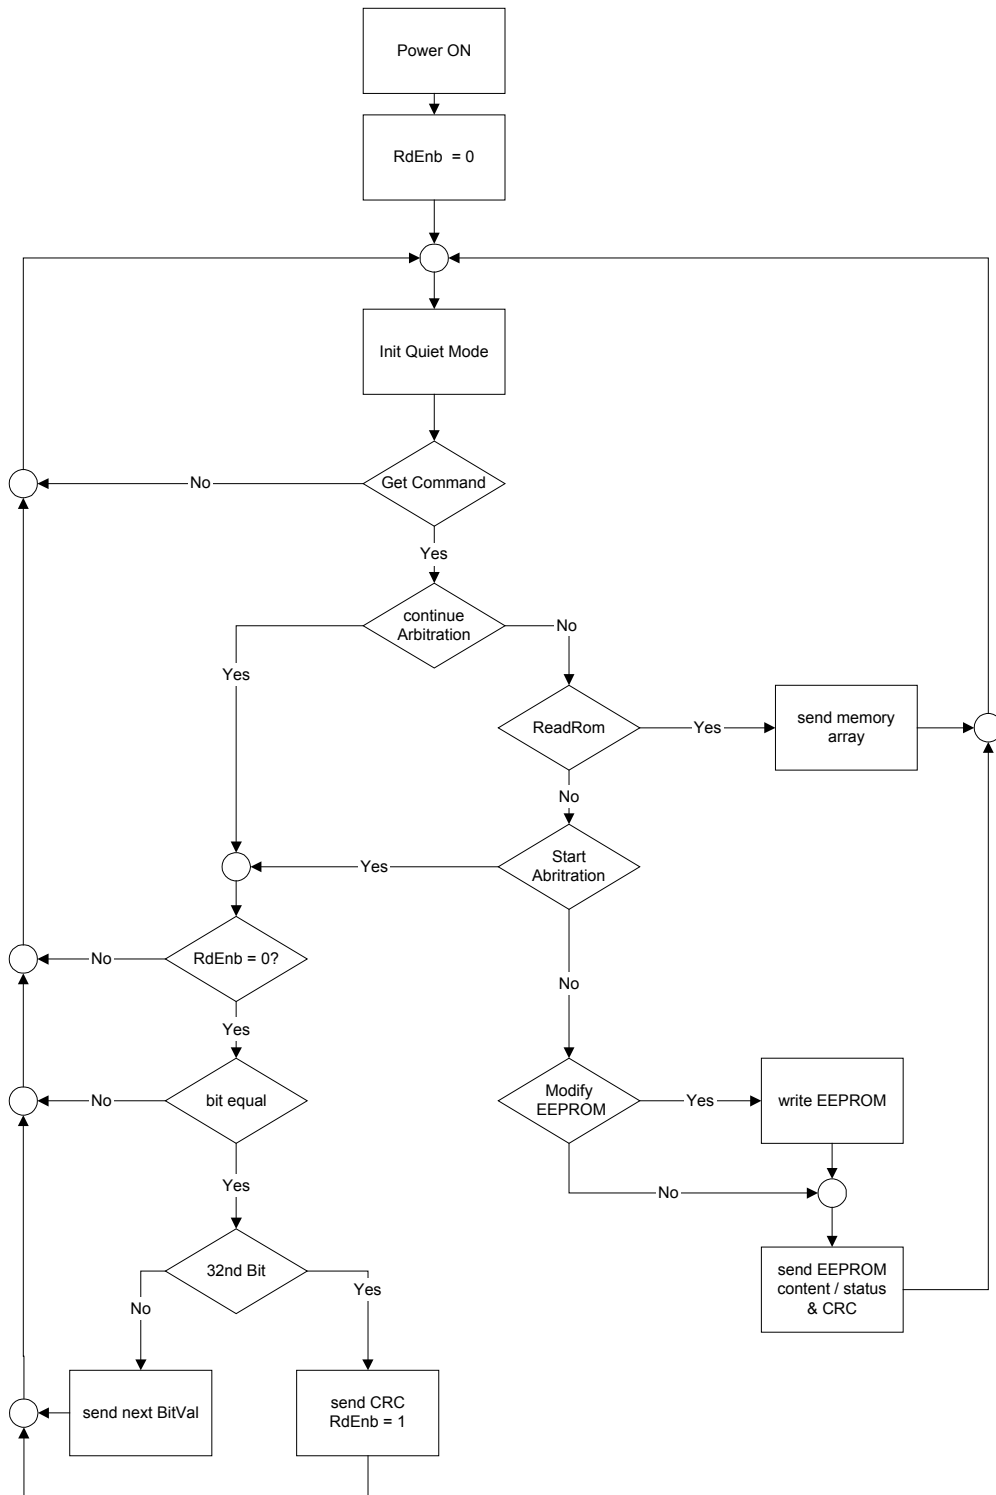 Power ON
RdEnb = 0
Init Quiet Mode
Get Command
No
Yes
continue
Arbitration
No
Yes
ReadRom
Yes
send memory
array
No
Start
Abritration
Yes
No
RdEnb = 0?
No
Yes
bit equal
No
Yes
Modify
EEPROM
Yes
write EEPROM
No
send EEPROM
content / status
& CRC
32nd Bit
No
Yes
send next BitVal
send CRC
RdEnb = 1